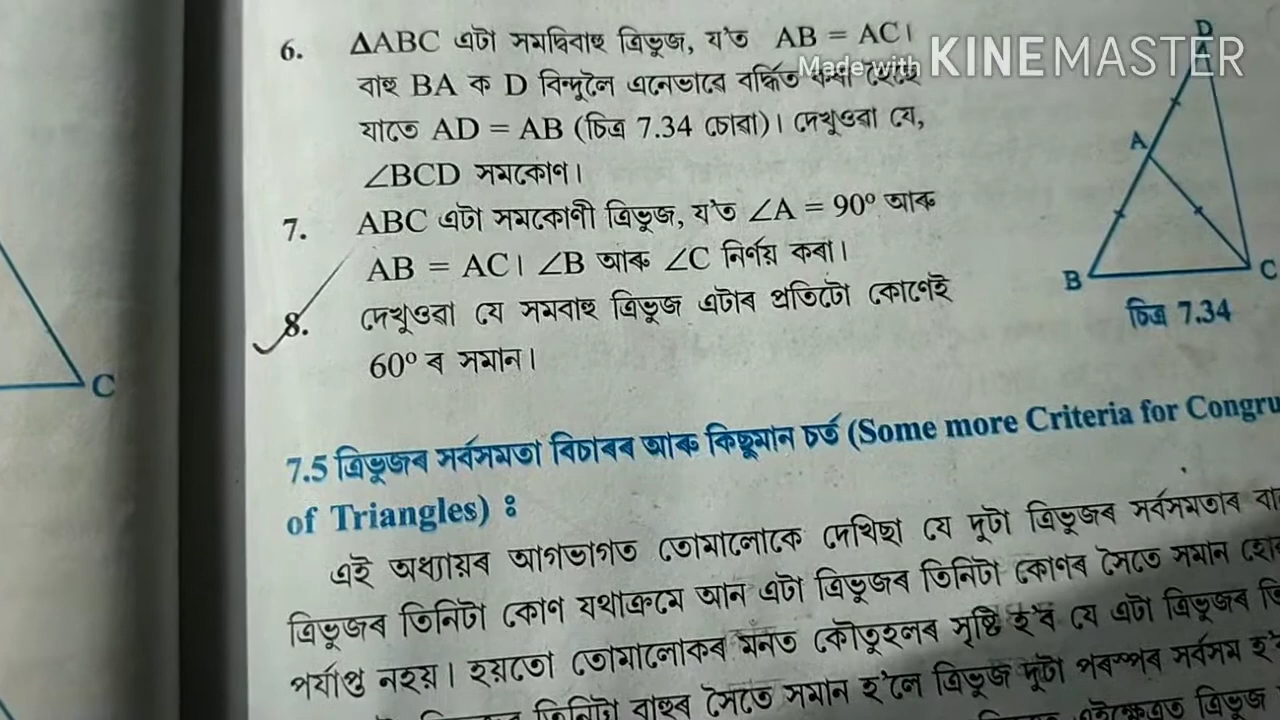 6. ΔABC এটা সমদ্বিবাহু ত্ৰিভুজ, য'ত AB = AC।
Made with KINEMASTER
বাহু BA ক D বিন্দুলৈ এনেভাবে বৰ্দ্ধিত কৰা হৈছে
যাতে AD = AB (চিত্ৰ 7.34 চোৱা)। দেখুওৱা যে,
∠BCD সমকোণ।
7. ABC এটা সমকোণী ত্ৰিভুজ, য'ত ∠A = 90° আৰু
AB = AC। ∠B আৰু ∠C নিৰ্ণয় কৰা।
8. দেখুওৱা যে সমবাহু ত্ৰিভুজ এটাৰ প্ৰতিটো কোণেই
60° ৰ সমান।
D
A
B
C
চিত্ৰ 7.34
C
7.5 ত্ৰিভুজৰ সৰ্বসমতা বিচাৰৰ আৰু কিছুমান চৰ্ত (Some more Criteria for Congru
of Triangles) :
এই অধ্যায়ৰ আগভাগত তোমালোকে দেখিছা যে দুটা ত্ৰিভুজৰ সৰ্বসমতাৰ বা
ত্ৰিভুজৰ তিনিটা কোণ যথাক্ৰমে আন এটা ত্ৰিভুজৰ তিনিটা কোণৰ সৈতে সমান হো
পৰ্যাপ্ত নহয়। হয়তো তোমালোকৰ মনত কৌতুহলৰ সৃষ্টি হ'ব যে এটা ত্ৰিভুজৰ তি
তিনিটা বাহুৰ সৈতে সমান হ'লে ত্ৰিভুজ দুটা পৰস্পৰ সৰ্বসম হ'
ত্ৰিভুজ